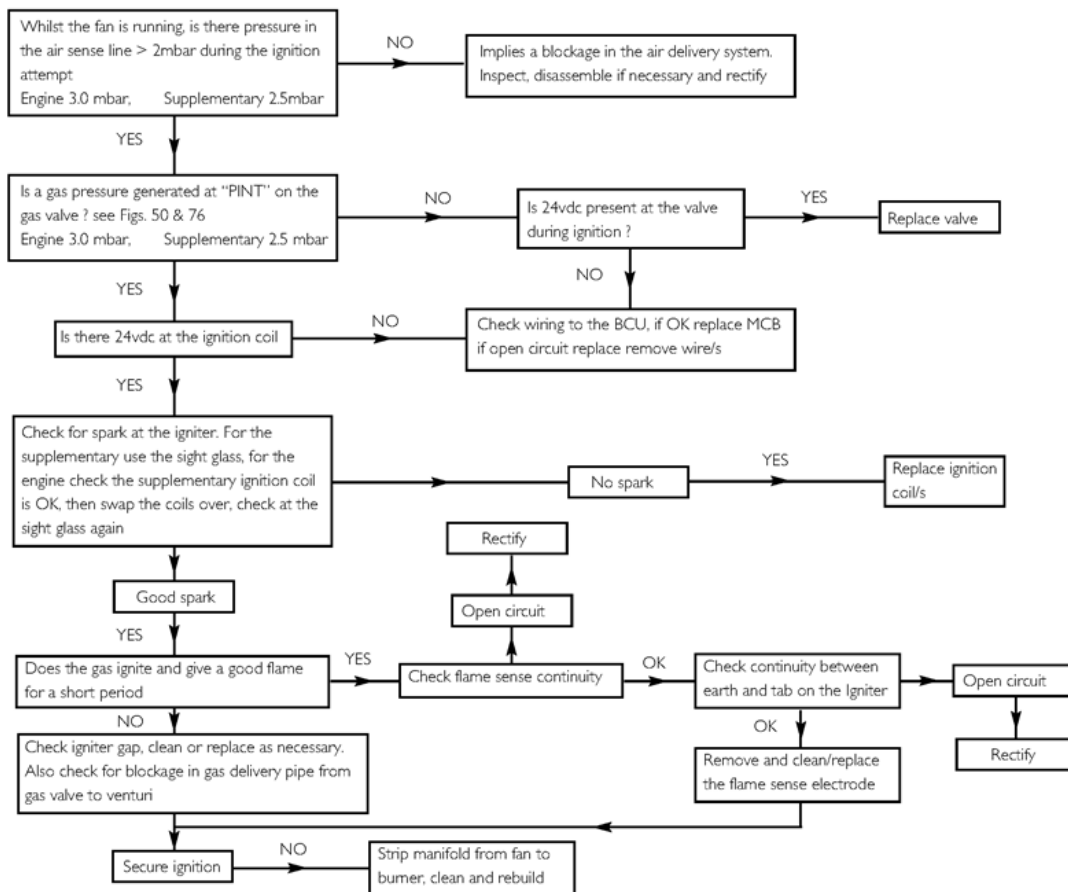 Whilst the fan is running, is there pressure in
the air sense line > 2mbar during the ignition
attempt
Engine 3.0 mbar, Supplementary 2.5mbar
NO
Implies a blockage in the air delivery system.
Inspect, disassemble if necessary and rectify
YES
Is a gas pressure generated at “PINT” on the
gas valve ? see Figs. 50 & 76
Engine 3.0 mbar, Supplementary 2.5 mbar
NO
Is 24vdc present at the valve
during ignition ?
YES
Replace valve
NO
YES
Is there 24vdc at the ignition coil
NO
Check wiring to the BCU, if OK replace MCB
if open circuit replace remove wire/s
YES
Check for spark at the igniter. For the
supplementary use the sight glass, for the
engine check the supplementary ignition coil
is OK, then swap the coils over, check at the
sight glass again
No spark
YES
Replace ignition
coil/s
Good spark
YES
Does the gas ignite and give a good flame
for a short period
YES
Check flame sense continuity
Open circuit
Rectify
OK
Check continuity between
earth and tab on the Igniter
Open circuit
Rectify
OK
Remove and clean/replace
the flame sense electrode
NO
Check igniter gap, clean or replace as necessary.
Also check for blockage in gas delivery pipe from
gas valve to venturi
Secure ignition
NO
Strip manifold from fan to
burner, clean and rebuild